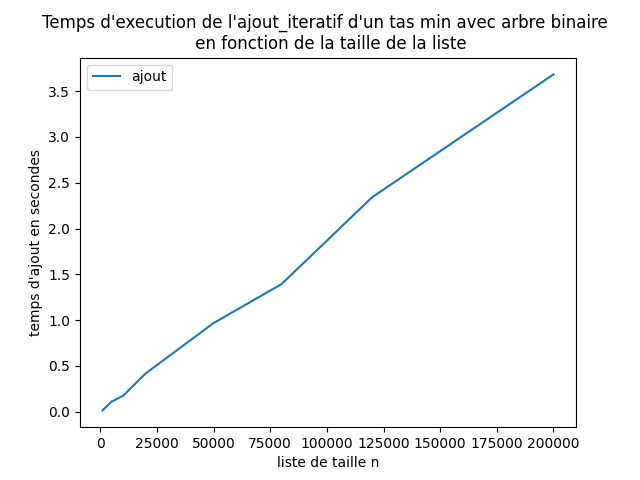 Temps d'execution de l'ajout_iteratif d'un tas min avec arbre binaire
en fonction de la taille de la liste
ajout
3.5
3.0
2.5
2.0
1.5
1.0
0.5
0.0
temps d'ajout en secondes
0 25000 50000 75000 100000 125000 150000 175000 200000
liste de taille n